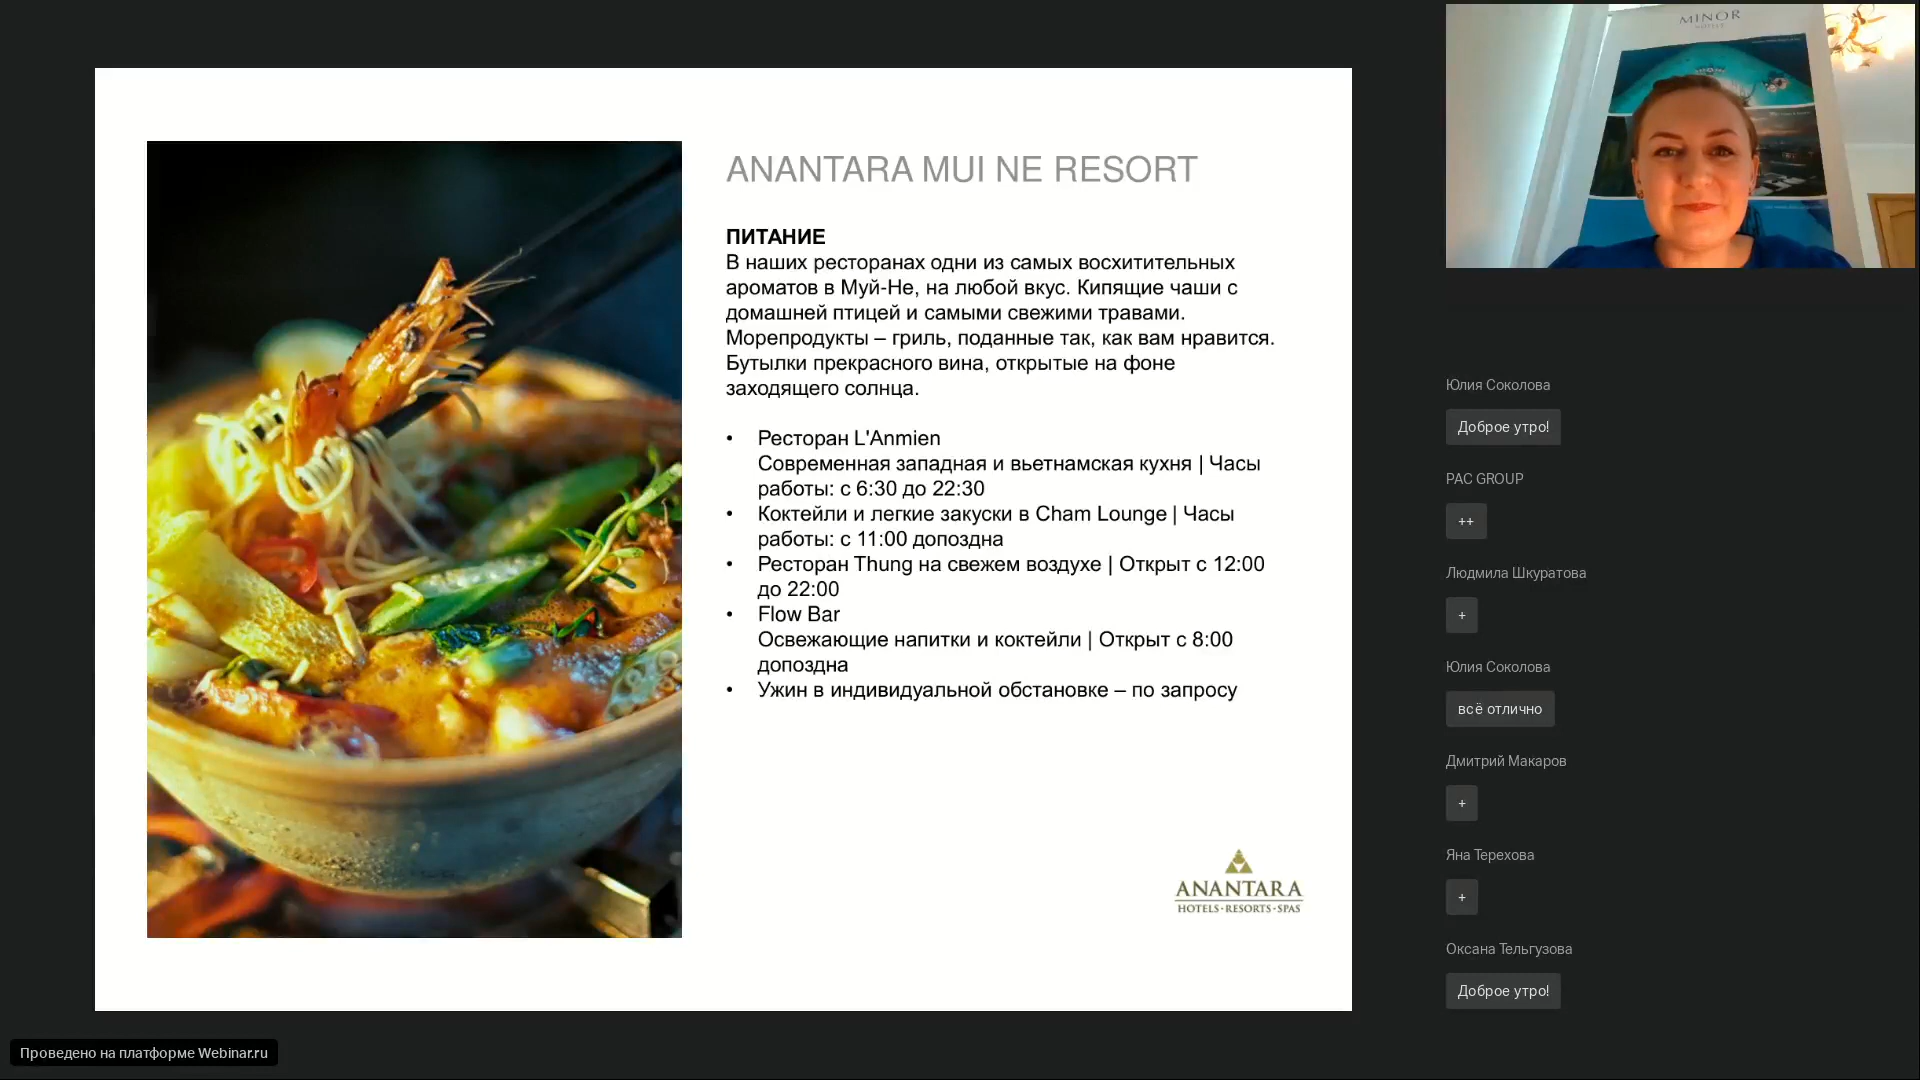 ANANTARA MUI NE RESORT
ПИТАНИЕ
В наших ресторанах одни из самых восхитительных
ароматов в Муй-Не, на любой вкус. Кипящие чаши с
домашней птицей и самыми свежими травами.
Морепродукты – гриль, поданные так, как вам нравится.
Бутылки прекрасного вина, открытые на фоне
заходящего солнца.
• Ресторан L'Anmien
Современная западная и вьетнамская кухня | Часы
работы: с 6:30 до 22:30
• Коктейли и легкие закуски в Cham Lounge | Часы
работы: с 11:00 допоздна
• Ресторан Thung на свежем воздухе | Открыт с 12:00
до 22:00
• Flow Bar
Освежающие напитки и коктейли | Открыт с 8:00
допоздна
• Ужин в индивидуальной обстановке – по запросу
ANANTARA
HOTELS • RESORTS • SPAS
MINOR
Юлия Соколова
Доброе утро!
PAC GROUP
++
Людмила Шкуратова
+
Юлия Соколова
всё отлично
Дмитрий Макаров
+
Яна Терехова
+
Оксана Тельгузова
Доброе утро!
Проведено на платформе Webinar.ru